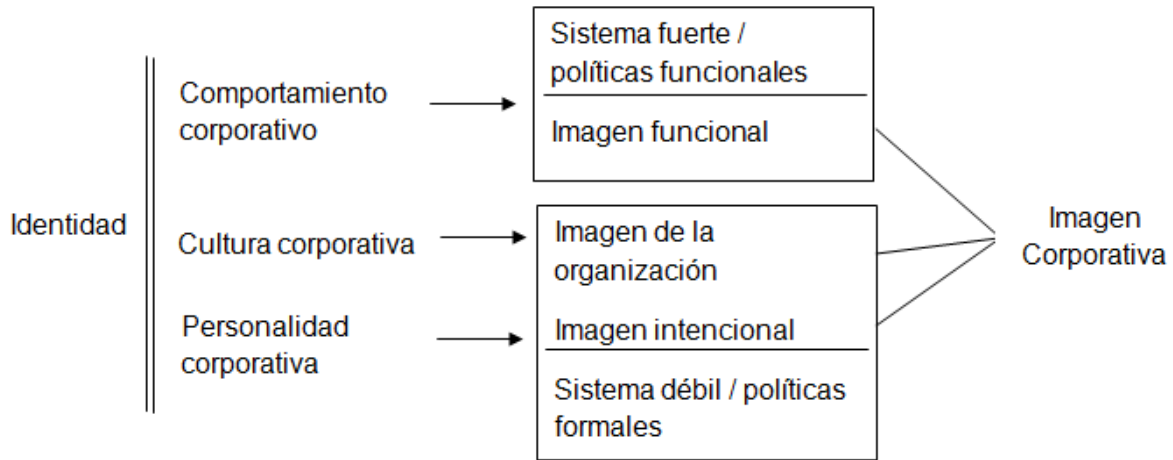 Identidad
Comportamiento
corporativo
Cultura corporativa
Personalidad
corporativa
Sistema fuerte /
políticas funcionales
Imagen funcional
Imagen de la
organización
Imagen intencional
Sistema débil / políticas
formales
Imagen
Corporativa